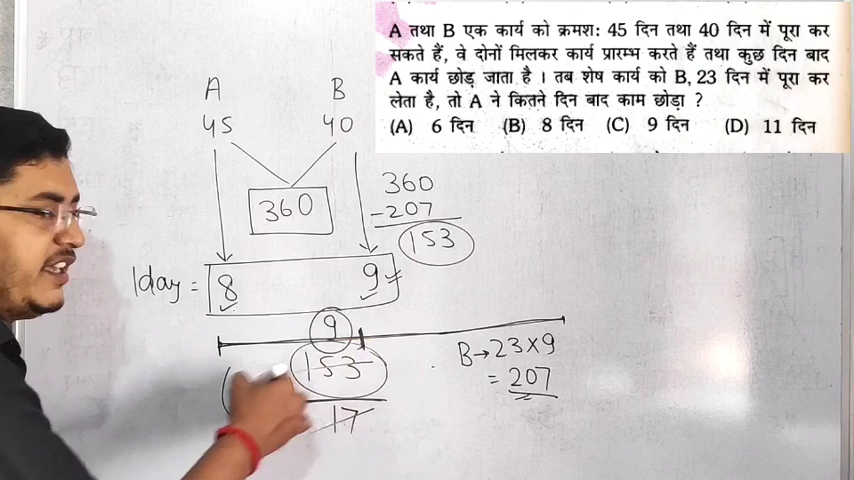 A तथा B एक कार्य को क्रमश: 45 दिन तथा 40 दिन में पूरा कर
सकते हैं, वे दोनों मिलकर कार्य प्रारम्भ करते हैं तथा कुछ दिन बाद
A कार्य छोड़ जाता है । तब शेष कार्य को B, 23 दिन में पूरा कर
लेता है, तो A ने कितने दिन बाद काम छोड़ा ?
(A) 6 दिन (B) 8 दिन (C) 9 दिन (D) 11 दिन
A B
45 40
360
360
-207
153
1day = 8 9
9
153
17
B→23×9
= 207